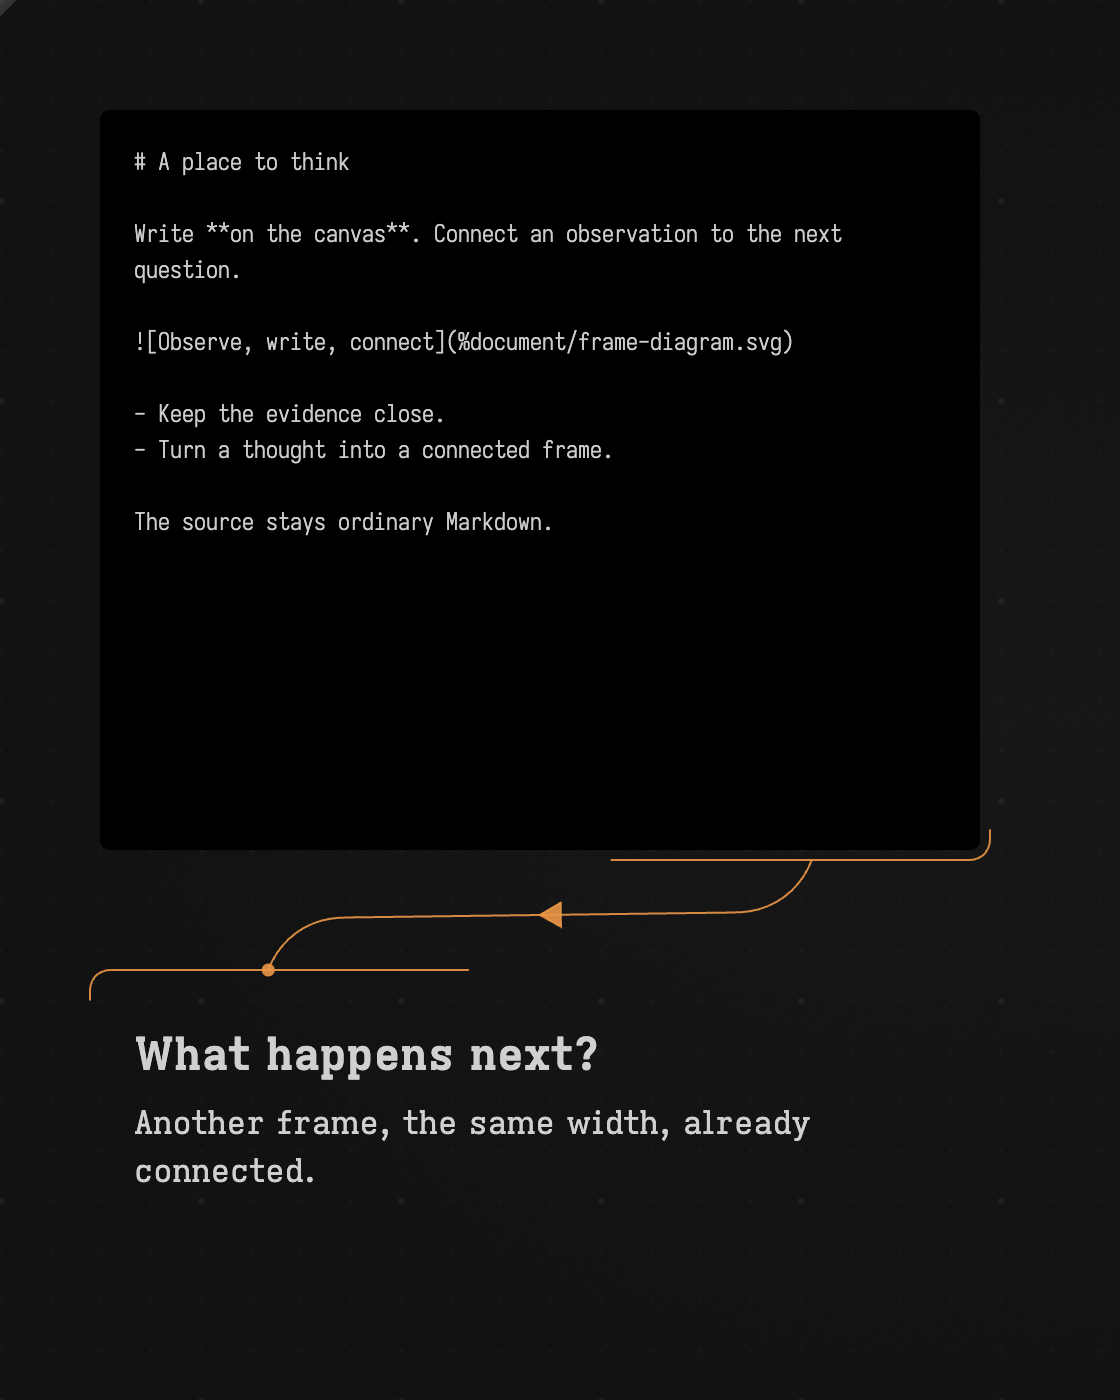 # A place to think
Write **on the canvas**. Connect an observation to the next
question.
![Observe, write, connect](%document/frame-diagram.svg)
- Keep the evidence close.
- Turn a thought into a connected frame.
The source stays ordinary Markdown.
What happens next?
Another frame, the same width, already
connected.